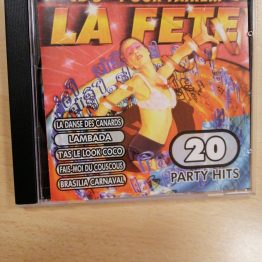 LA FETE
LA DANSE DES CANARDS
LAMBADA
T'AS LE LOOK COCO
FAIS-MOI DU COUSCOUS
BRASILIA CARNAVAL
20
PARTY HITS